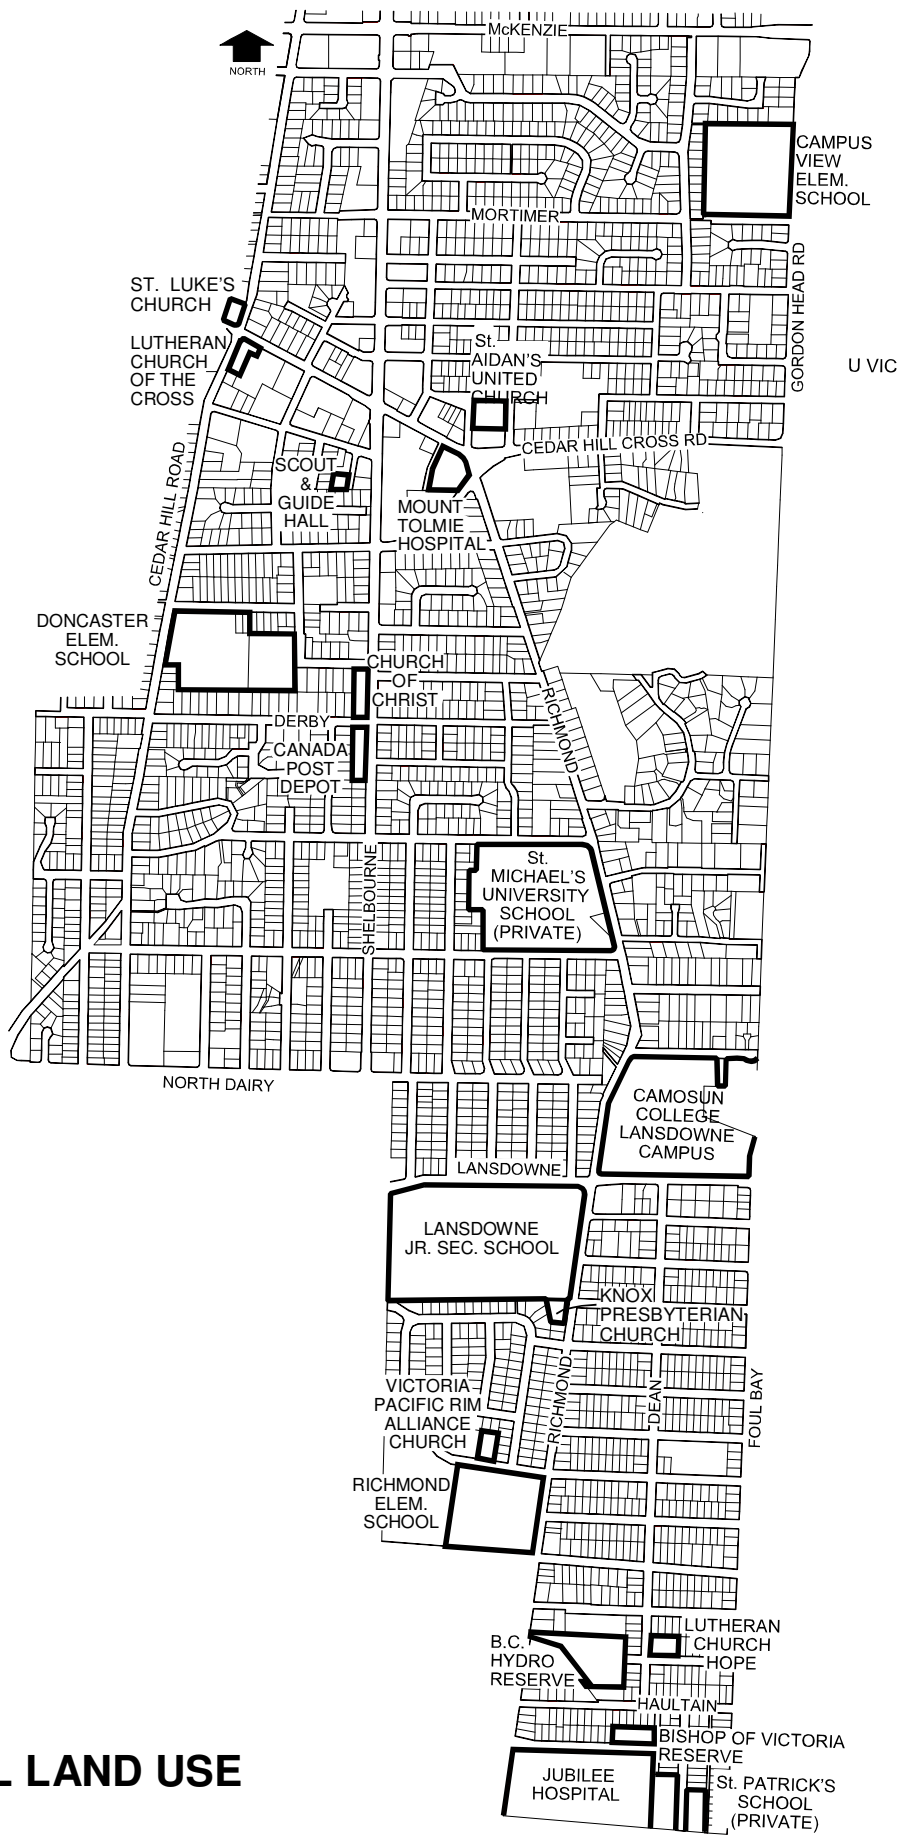 McKENZIE
NORTH
CAMPUS
VIEW
ELEM.
SCHOOL
MORTIMER
GORDON HEAD RD
ST. LUKE'S
CHURCH
LUTHERAN
CHURCH
OF THE
CROSS
St.
AIDAN'S
UNITED
CHURCH
U VIC
CEDAR HILL CROSS RD
CEDAR HILL ROAD
SCOUT
&
GUIDE
HALL
MOUNT
TOLMIE
HOSPITAL
DONCASTER
ELEM.
SCHOOL
CHURCH
OF
CHRIST
RICHMOND
DERBY
CANADA
POST
DEPOT
SHELBOURNE
St.
MICHAEL'S
UNIVERSITY
SCHOOL
(PRIVATE)
NORTH DAIRY
CAMOSUN
COLLEGE
LANSDOWNE
CAMPUS
LANSDOWNE
LANSDOWNE
JR. SEC. SCHOOL
KNOX
PRESBYTERIAN
CHURCH
RICHMOND
DEAN
FOUL BAY
VICTORIA
PACIFIC RIM
ALLIANCE
CHURCH
RICHMOND
ELEM.
SCHOOL
LUTHERAN
CHURCH
HOPE
B.C.
HYDRO
RESERVE
HAULTAIN
BISHOP OF VICTORIA
RESERVE
JUBILEE
HOSPITAL
St. PATRICK'S
SCHOOL
(PRIVATE)
L LAND USE